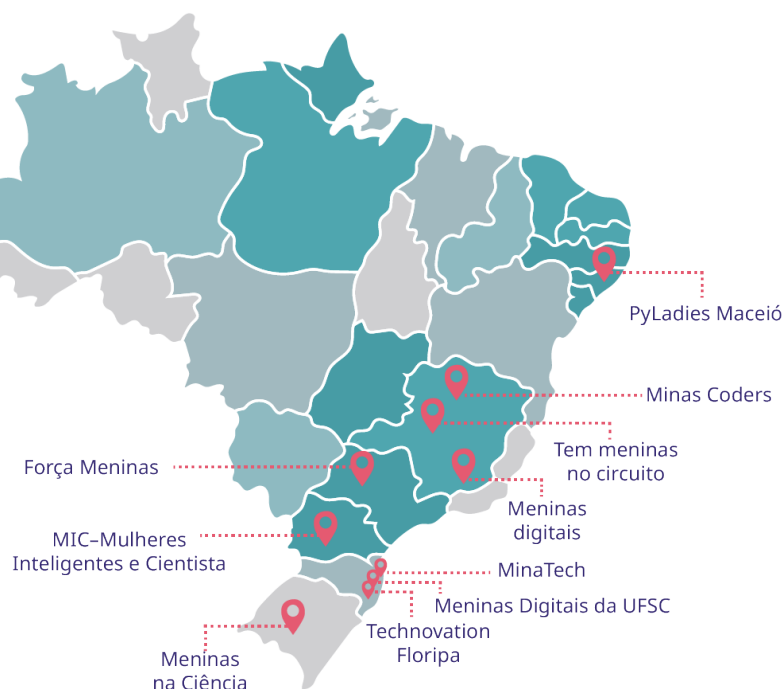 PyLadies Maceió
Minas Coders
Tem meninas
no circuito
Força Meninas
Meninas
digitais
MIC–Mulheres
Inteligentes e Cientista
MinaTech
Meninas Digitais da UFSC
Technovation
Floripa
Meninas
na Ciência